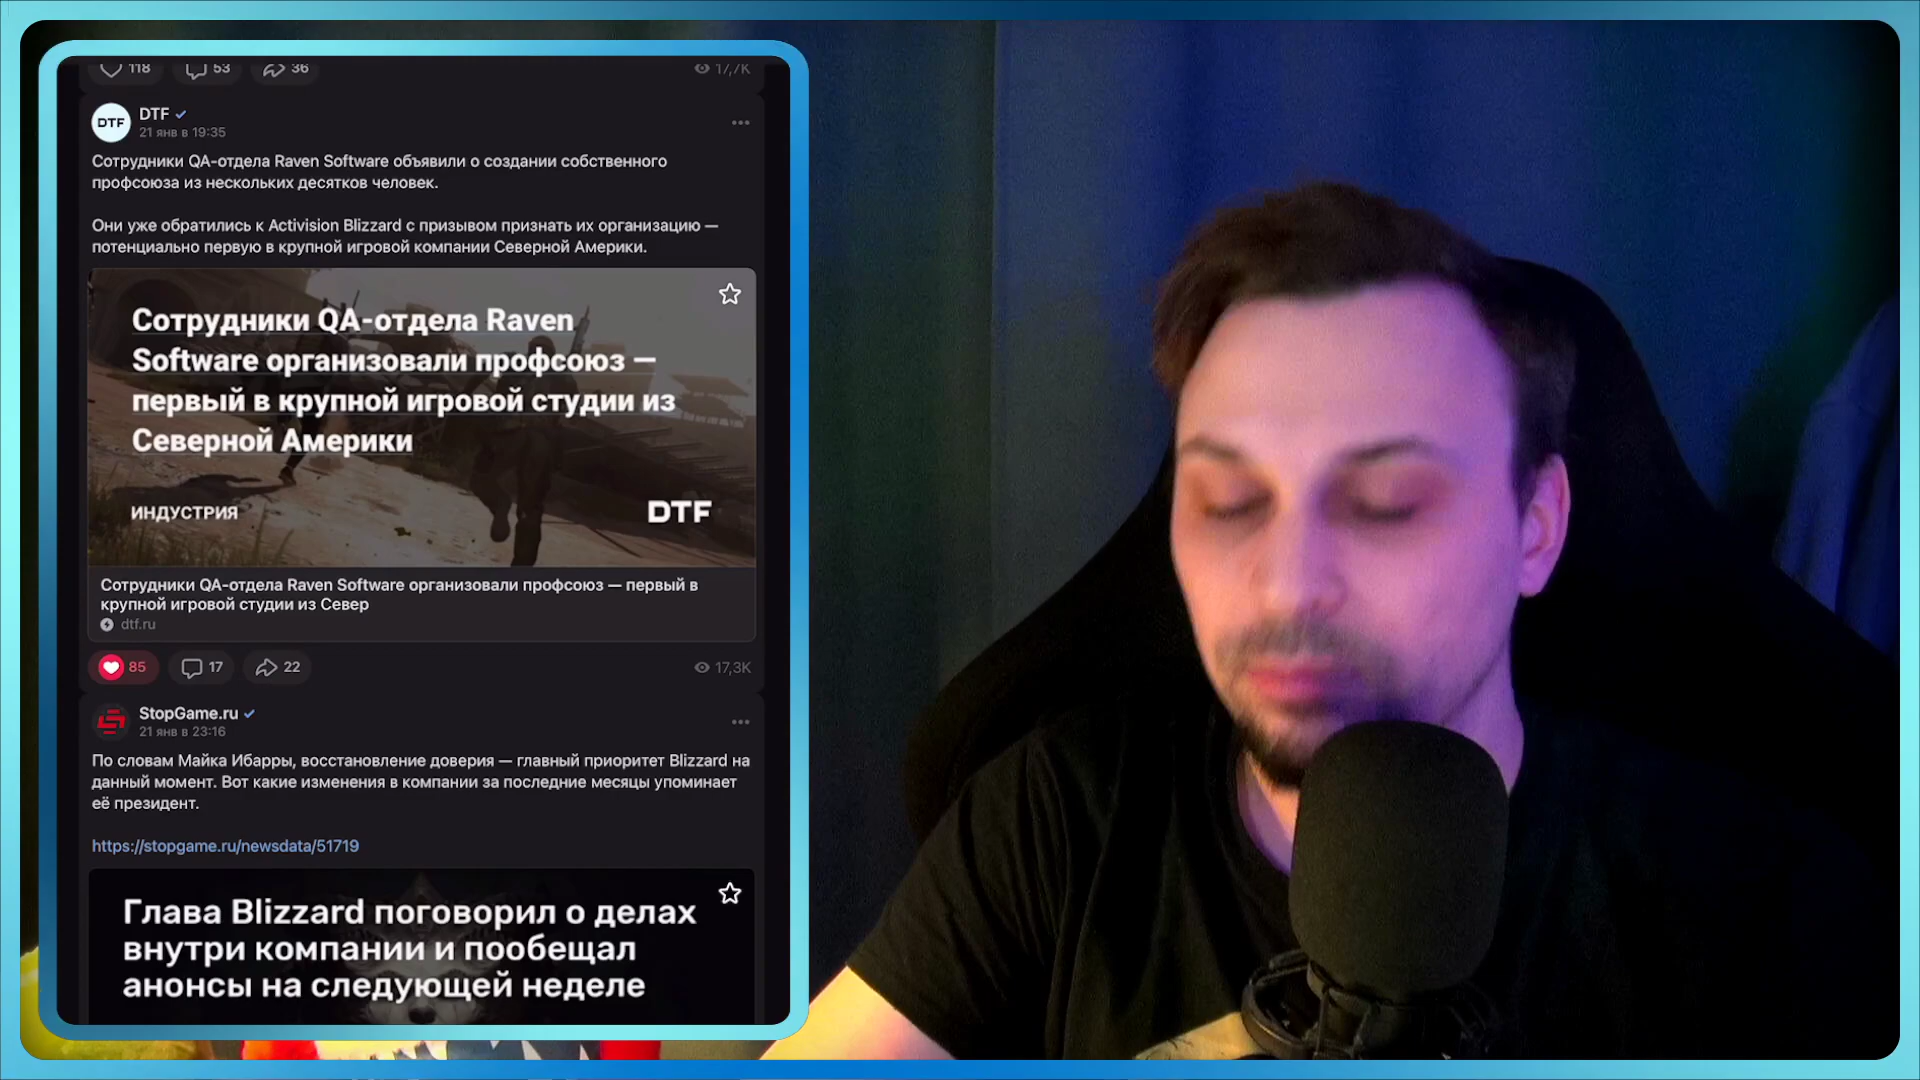 118 53 36 17,7K
DTF
DTF
21 янв в 19:35
Сотрудники QA-отдела Raven Software объявили о создании собственного
профсоюза из нескольких десятков человек.
Они уже обратились к Activision Blizzard с призывом признать их организацию —
потенциально первую в крупной игровой компании Северной Америки.
Сотрудники QA-отдела Raven
Software организовали профсоюз —
первый в крупной игровой студии из
Северной Америки
ИНДУСТРИЯ
DTF
Сотрудники QA-отдела Raven Software организовали профсоюз — первый в
крупной игровой студии из Север
dtf.ru
85 17 22 17,3K
StopGame.ru
21 янв в 23:16
По словам Майка Ибарры, восстановление доверия — главный приоритет Blizzard на
данный момент. Вот какие изменения в компании за последние месяцы упоминает
её президент.
https://stopgame.ru/newsdata/51719
Глава Blizzard поговорил о делах
внутри компании и пообещал
анонсы на следующей неделе